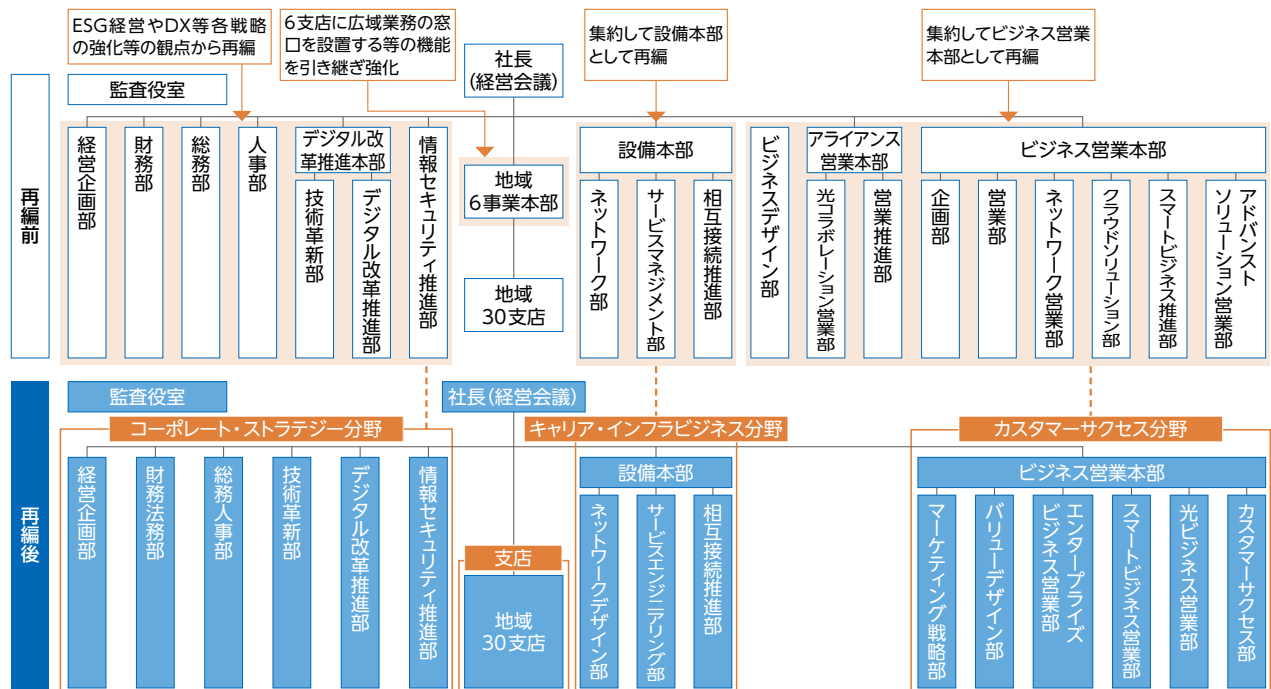 ESG経営やDX等各戦略
の強化等の観点から再編
6支店に広域業務の窓
口を設置する等の機能
を引き継ぎ強化
集約して設備本部
として再編
集約してビジネス営業
本部として再編
再編前
監査役室
社長
(経営会議)
経営企画部
財務部
総務部
人事部
デジタル改
革推進本部
技術革新部
デジタル改革推進部
情報セキュリティ推進部
地域
6事業本部
地域
30支店
設備本部
ネットワーク部
サービスマネジメント部
相互接続推進部
ビジネスデザイン部
アライアンス
営業本部
光コラボレーション営業部
営業推進部
ビジネス営業本部
企画部
営業部
ネットワーク営業部
クラウドソリューション部
スマートビジネス推進部
アドバンスト
ソリューション営業部
再編後
監査役室
社長(経営会議)
コーポレート・ストラテジー分野
経営企画部
財務法務部
総務人事部
技術革新部
デジタル改革推進部
情報セキュリティ推進部
支店
地域
30支店
キャリア・インフラビジネス分野
設備本部
ネットワークデザイン部
サービスエンジニアリング部
相互接続推進部
カスタマーサクセス分野
ビジネス営業本部
マーケティング戦略部
バリューデザイン部
エンタープライズ
ビジネス営業部
スマートビジネス営業部
光ビジネス営業部
カスタマーサクセス部